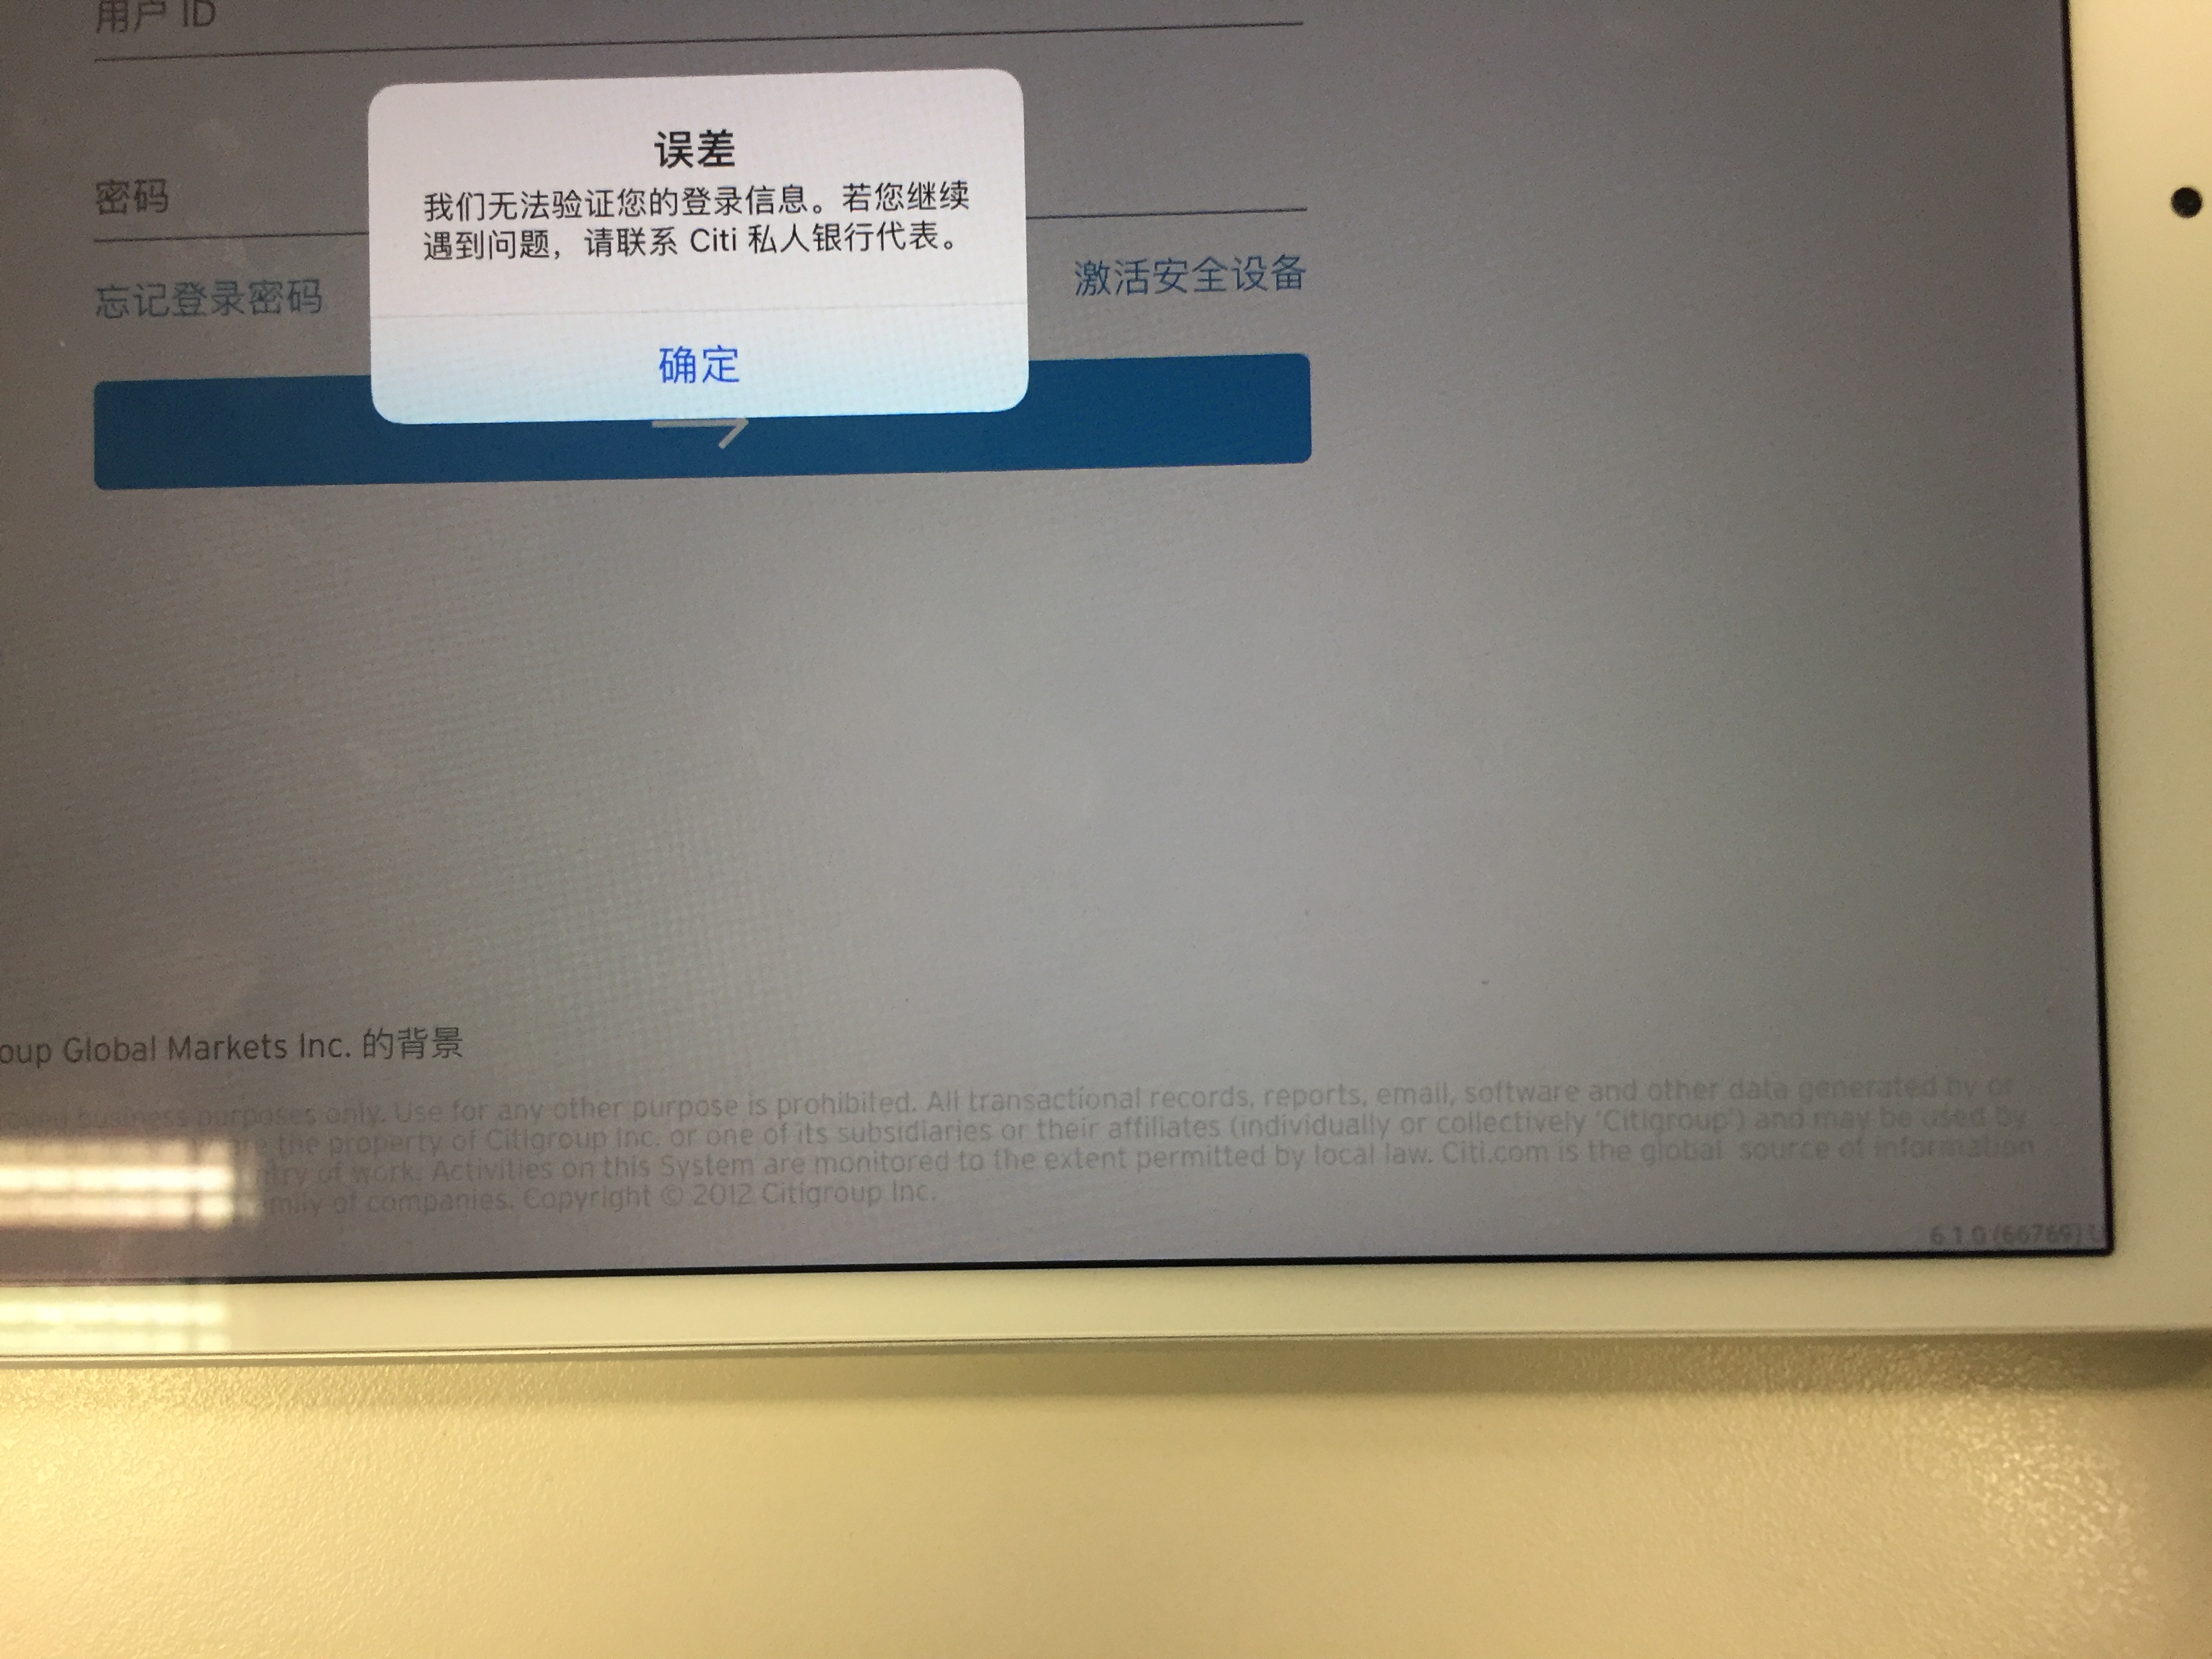 用户 ID
误差
我们无法验证您的登录信息。若您继续
遇到问题，请联系 Citi 私人银行代表。
确定
密码
忘记登录密码
激活安全设备
oup Global Markets Inc. 的背景
business purposes only. Use for any other purpose is prohibited. All transactional records, reports, email, software and other data generated by or
are the property of Citigroup Inc. or one of its subsidiaries or their affiliates (individually or collectively 'Citigroup') and may be used by
of work; Activities on this System are monitored to the extent permitted by local law. Citi.com is the global source of information
of companies. Copyright © 2012 Citigroup Inc.
6.1.0 (66769)